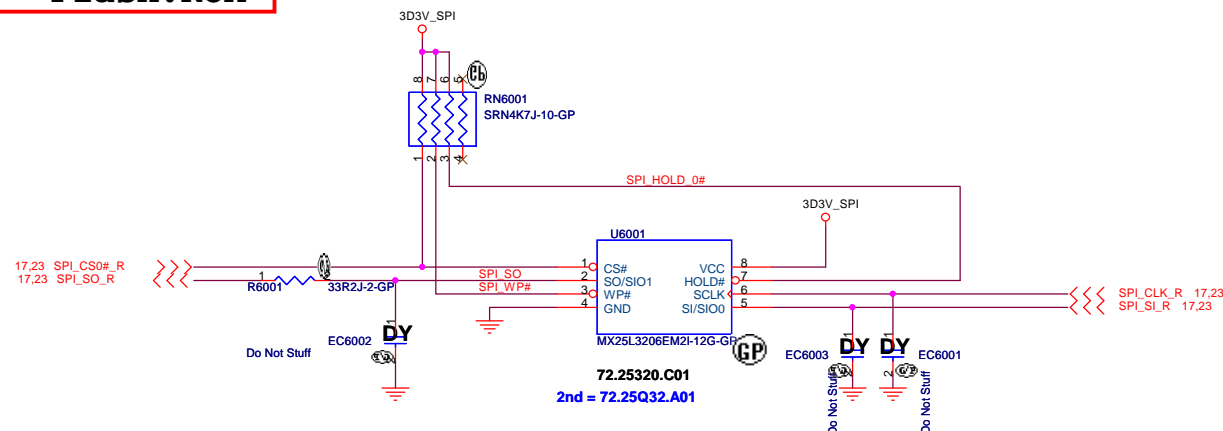 3D3V_SPI
8 7 6 5
RN6001
SRN4K7J-10-GP
1 2 3 4
SPI_HOLD_0#
3D3V_SPI
U6001
17,23 SPI_CS0#_R
17,23 SPI_SO_R
1
R6001
33R2J-2-GP
SPI_SO
SPI_WP#
1 CS#
2 SO/SIO1
3 WP#
4 GND
VCC 8
HOLD# 7
SCLK 6
SI/SIO0 5
SPI_CLK_R 17,23
SPI_SI_R 17,23
MX25L3206EM2I-12G-GP
GP
72.25320.C01
2nd = 72.25Q32.A01
Do Not Stuff
EC6002
DY
1
EC6003
DY
1
2
Do Not Stuff
DY
1
2
EC6001
Do Not Stuff